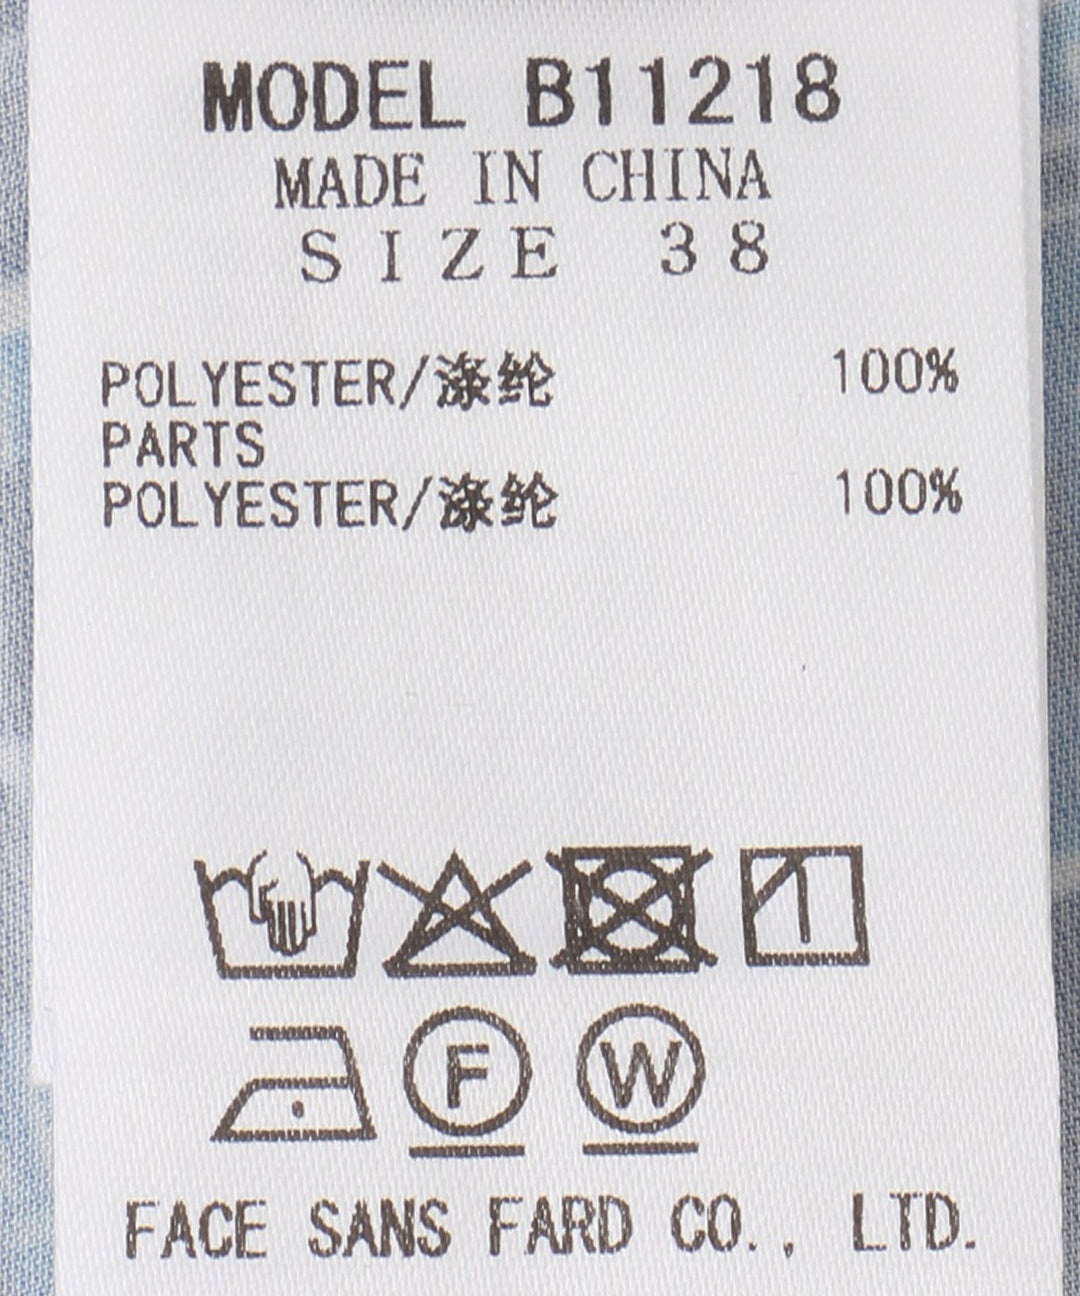 MODEL B11218
MADE IN CHINA
SIZE 38
POLYESTER/涤纶 100%
PARTS
POLYESTER/涤纶 100%
F W
FACE SANS FARD CO., LTD.